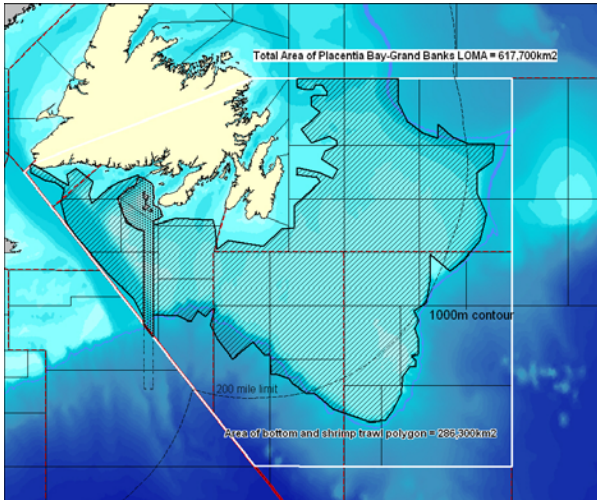 Total Area of Placentia Bay-Grand Banks LOMA = 617,700km2
1000m contour
200 mile limit
Area of bottom and shrimp trawl polygon = 286,300km2